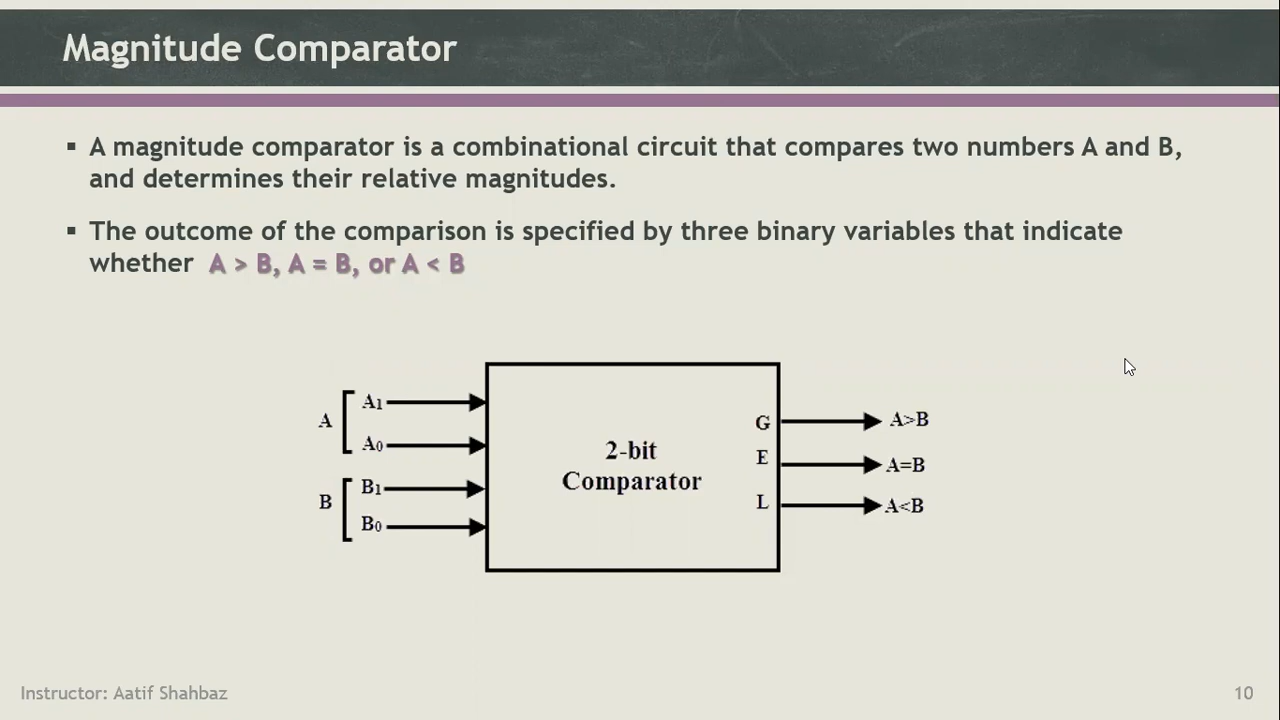 Magnitude Comparator
▪ A magnitude comparator is a combinational circuit that compares two numbers A and B,
and determines their relative magnitudes.
▪ The outcome of the comparison is specified by three binary variables that indicate
whether A > B, A = B, or A < B
A
A1
A0
B
B1
B0
2-bit
Comparator
G
E
L
A>B
A=B
A<B
Instructor: Aatif Shahbaz
10